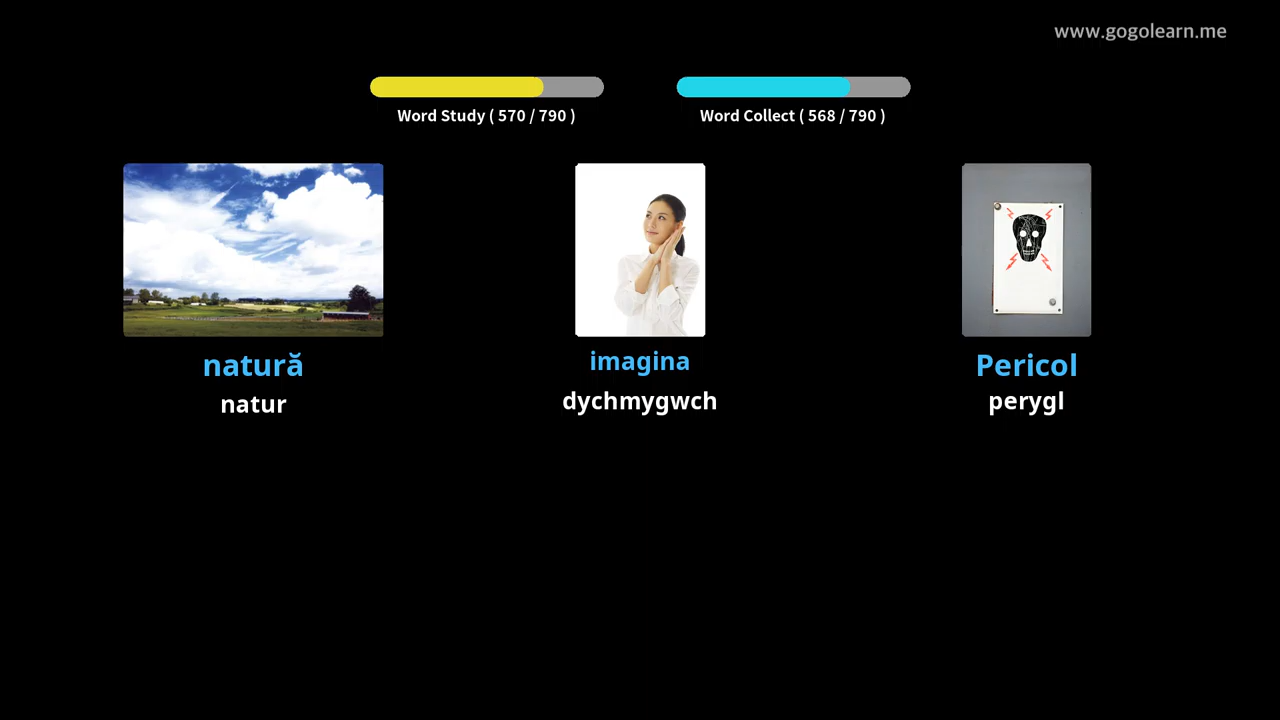 www.gogolearn.me
Word Study ( 570 / 790 )
Word Collect ( 568 / 790 )
natură
imagina
Pericol
natur
dychmygwch
perygl